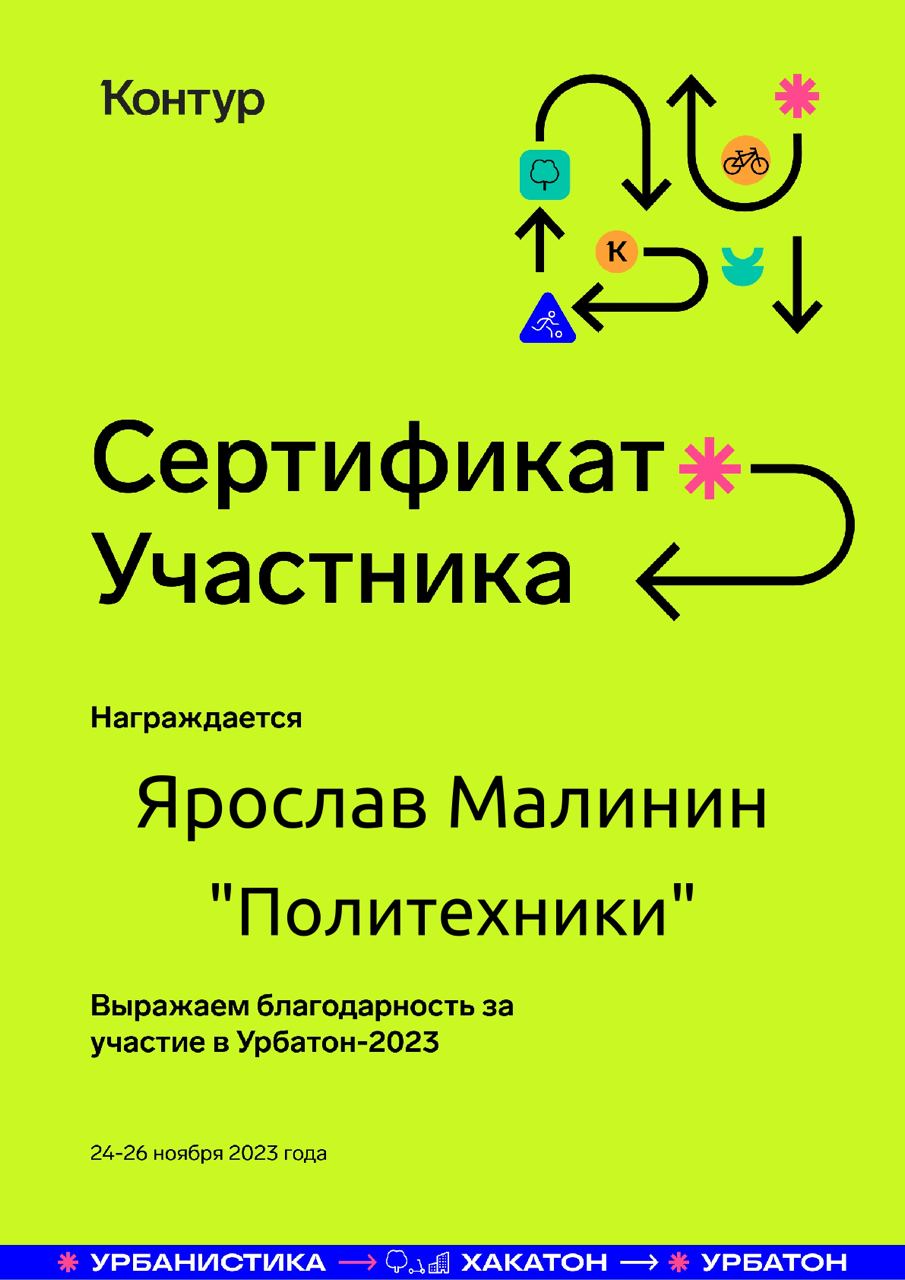 Контур
K
Сертификат
Участника
Награждается
Ярослав Малинин
"Политехники"
Выражаем благодарность за
участие в Урбатон-2023
24-26 ноября 2023 года
УРБАНИСТИКА ХАКАТОН УРБАТОН